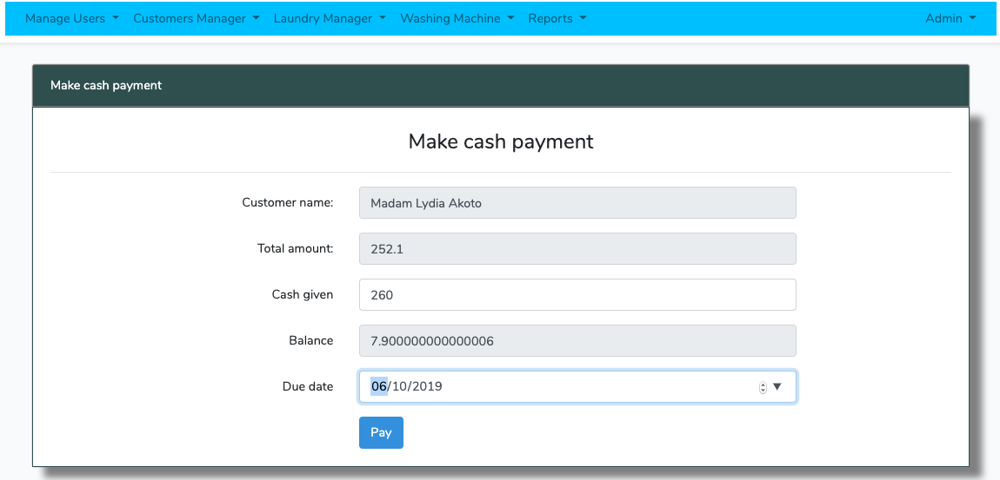 Manage Users Customers Manager Laundry Manager Washing Machine Reports Admin
Make cash payment
Make cash payment
Customer name: Madam Lydia Akoto
Total amount: 252.1
Cash given 260
Balance 7.900000000000006
Due date 06/10/2019
Pay